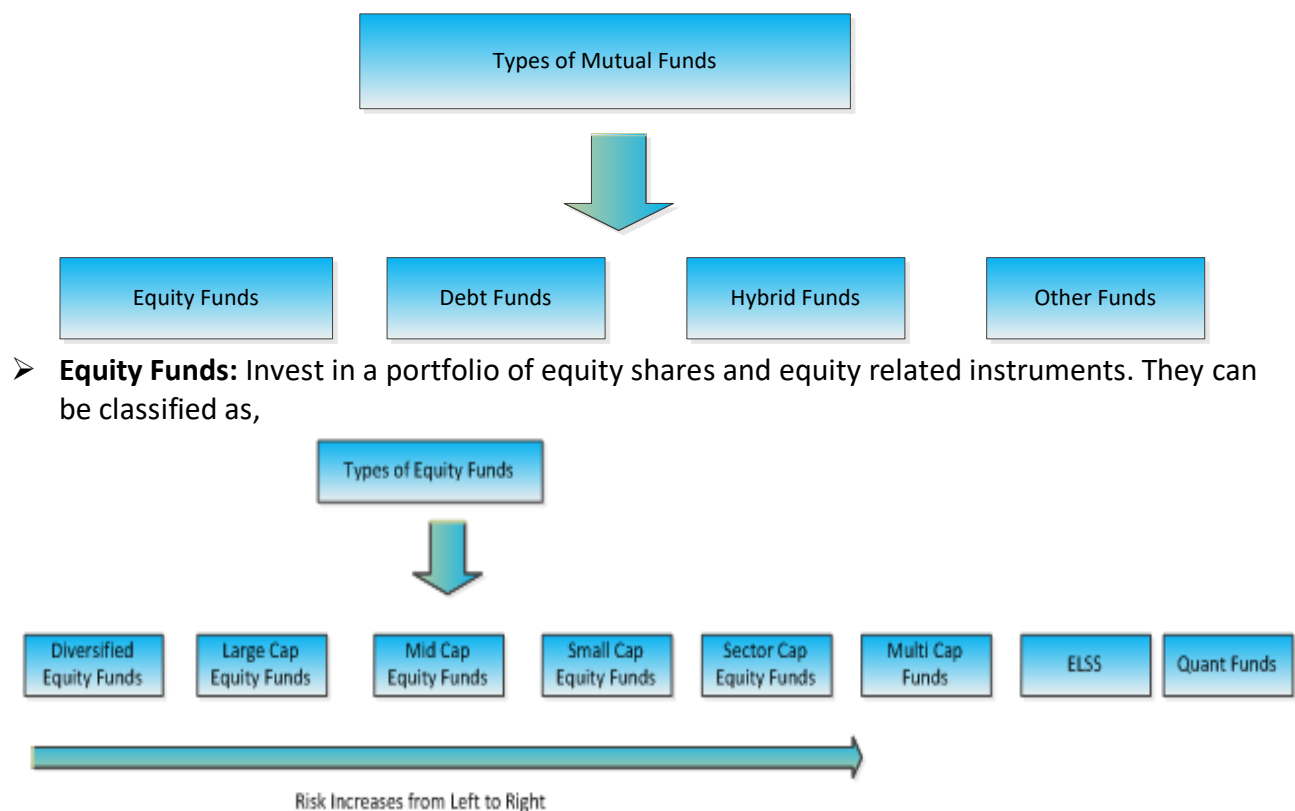 Types of Mutual Funds
Equity Funds
Debt Funds
Hybrid Funds
Other Funds
➢ Equity Funds: Invest in a portfolio of equity shares and equity related instruments. They can
be classified as,
Types of Equity Funds
Diversified
Equity Funds
Large Cap
Equity Funds
Mid Cap
Equity Funds
Small Cap
Equity Funds
Sector Cap
Equity Funds
Multi Cap
Funds
ELSS
Quant Funds
Risk Increases from Left to Right